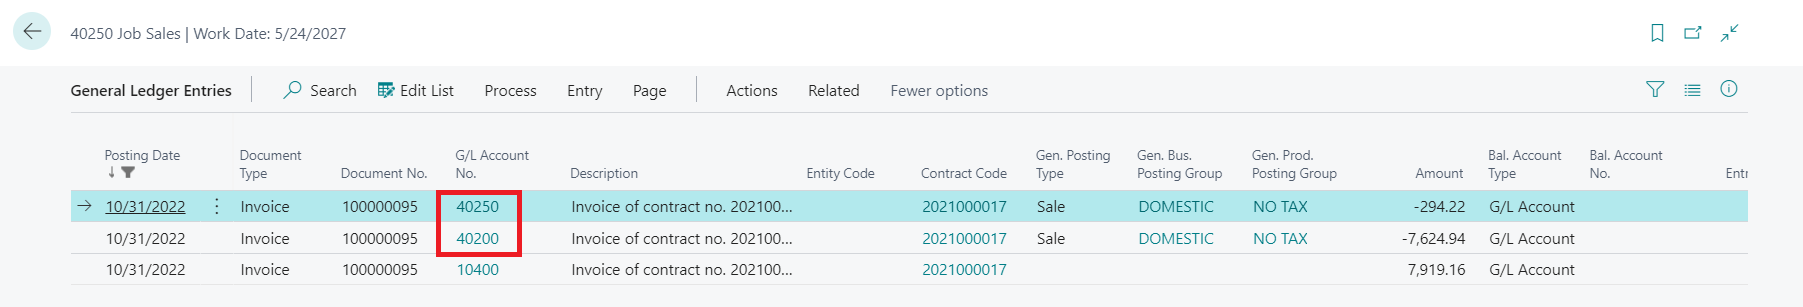 40250 Job Sales | Work Date: 5/24/2027
General Ledger Entries Search Edit List Process Entry Page Actions Related Fewer options
Posting Date Document Type Document No. G/L Account No. Description Entity Code Contract Code Gen. Posting Type Gen. Bus. Posting Group Gen. Prod. Posting Group Amount Bal. Account Type Bal. Account No. Entr
10/31/2022 Invoice 100000095 40250 Invoice of contract no. 202100... 2021000017 Sale DOMESTIC NO TAX -294.22 G/L Account
10/31/2022 Invoice 100000095 40200 Invoice of contract no. 202100... 2021000017 Sale DOMESTIC NO TAX -7,624.94 G/L Account
10/31/2022 Invoice 100000095 10400 Invoice of contract no. 202100... 2021000017 7,919.16 G/L Account